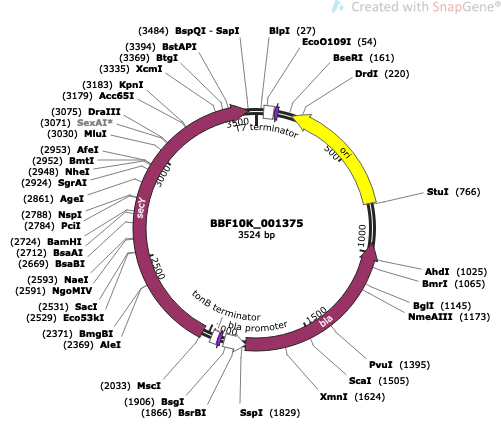 Created with SnapGene®
(3484) BspQI - SapI
(3394) BstAPI
(3369) BtgI
(3335) XcmI
(3183) KpnI
(3179) Acc65I
(3075) DraIII
(3071) SexAI*
(3030) MluI
(2953) AfeI
(2952) BmtI
(2948) NheI
(2924) SgrAI
(2861) AgeI
(2788) NspI
(2784) PciI
(2724) BamHI
(2712) BsaAI
(2669) BsaBI
(2593) NaeI
(2591) NgoMIV
(2531) SacI
(2529) Eco53kI
(2371) BmgBI
(2369) AleI
(2033) MscI
(1906) BsgI
(1866) BsrBI
SspI (1829)
XmnI (1624)
ScaI (1505)
PvuI (1395)
NmeAIII (1173)
BglI (1145)
BmrI (1065)
AhdI (1025)
StuI (766)
DrdI (220)
BseRI (161)
EcoO109I (54)
BlpI (27)
T7 terminator
ori
bla
bla promoter
tonB terminator
secY
500
1000
1500
2500
3000
3500
BBF10K_001375
3524 bp